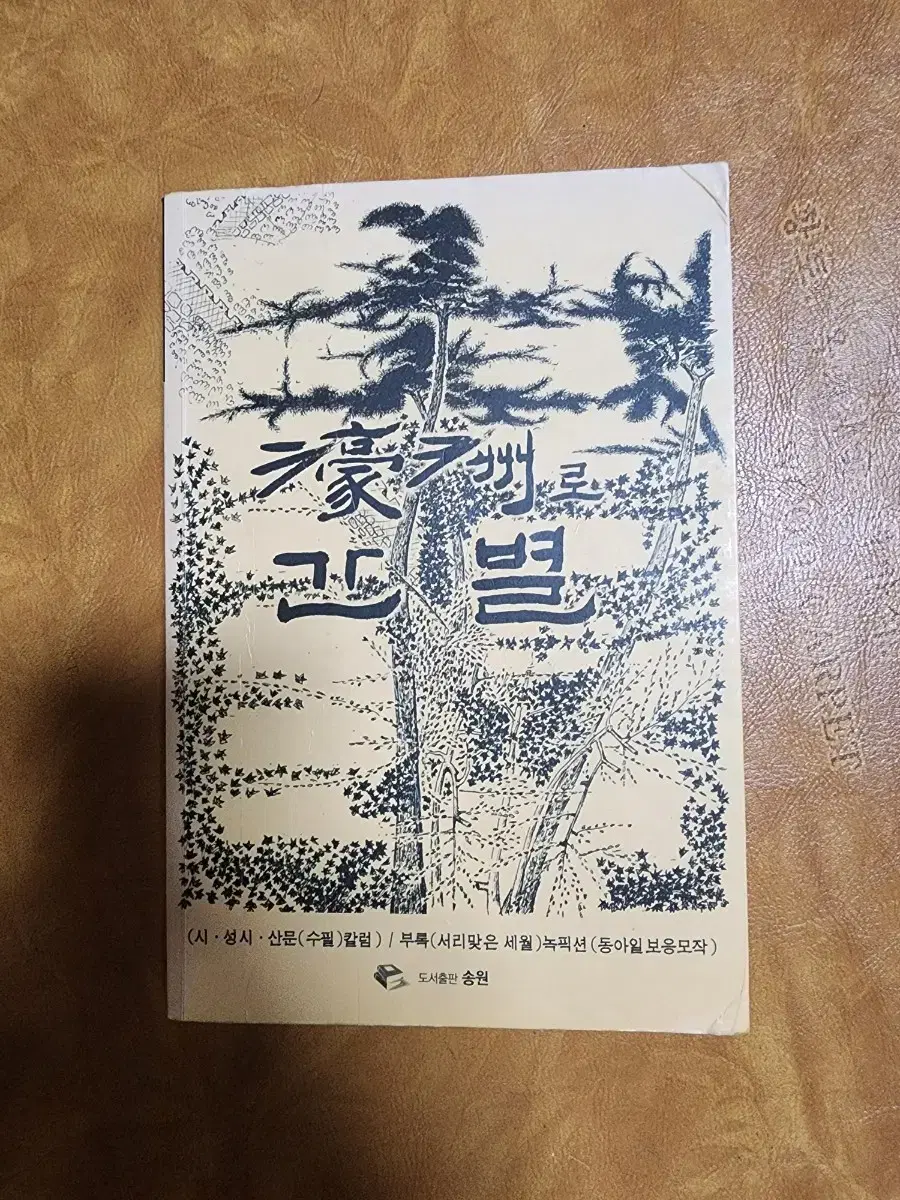 濠洲로
간 별
(시 · 성시 · 산문(수필)칼럼) / 부록(서리맞은 세월)녹픽션(동아일보응모작)
도서출판 송원